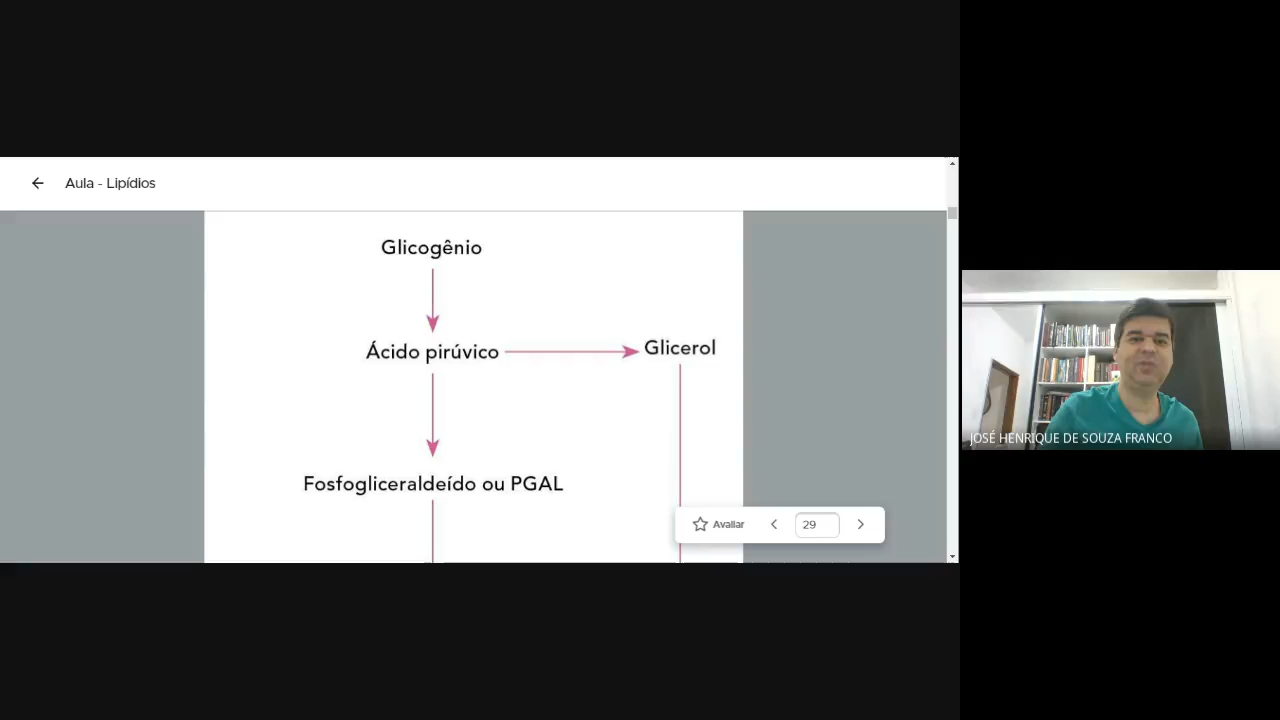 Aula - Lipídios
Glicogênio
Ácido pirúvico
Glicerol
Fosfogliceraldeído ou PGAL
Avaliar
29
JOSÉ HENRIQUE DE SOUZA FRANCO